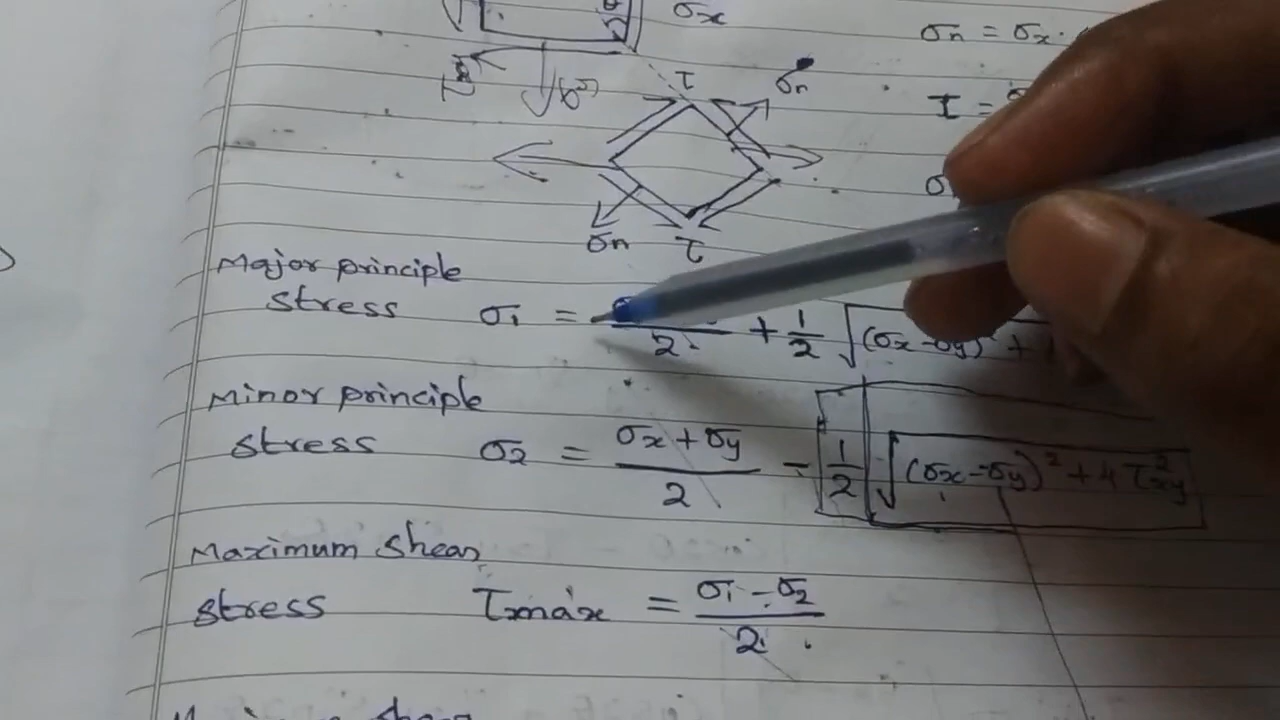 σx
σn = σx.
τ
σn
τ =
σn
τ
Major principle
stress σ1 = 2 + 1/2 √(σx-σy)² +
Minor principle
stress σ2 = σx+σy/2 - 1/2 √(σx-σy)²+4τ²xy
Maximum shear
stress τmax = σ1-σ2/2